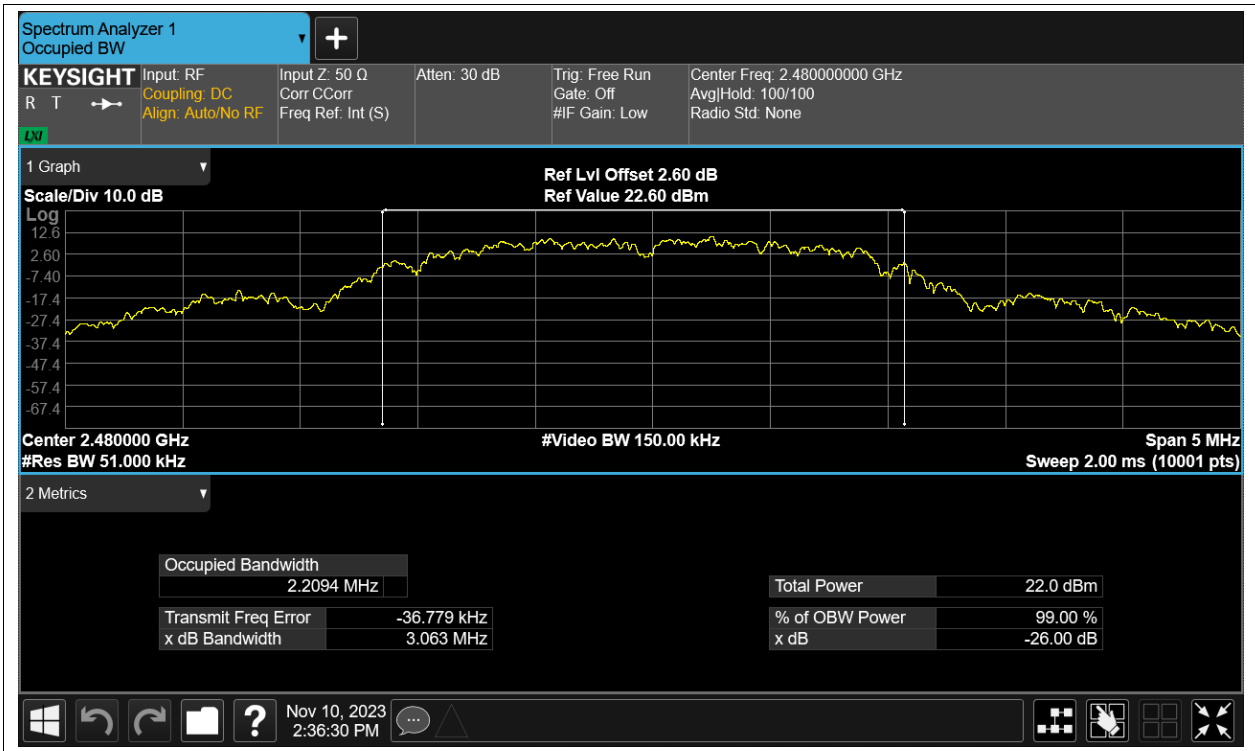 Spectrum Analyzer 1
Occupied BW
KEYSIGHT
R T
LXI
Input: RF
Coupling: DC
Align: Auto/No RF
Input Z: 50 Ω
Corr CCorr
Freq Ref: Int (S)
Atten: 30 dB
Trig: Free Run
Gate: Off
#IF Gain: Low
Center Freq: 2.480000000 GHz
Avg|Hold: 100/100
Radio Std: None
1 Graph
Scale/Div 10.0 dB
Ref Lvl Offset 2.60 dB
Ref Value 22.60 dBm
Log
12.6
2.60
-7.40
-17.4
-27.4
-37.4
-47.4
-57.4
-67.4
Center 2.480000 GHz
#Res BW 51.000 kHz
#Video BW 150.00 kHz
Span 5 MHz
Sweep 2.00 ms (10001 pts)
2 Metrics
Occupied Bandwidth
2.2094 MHz
Transmit Freq Error -36.779 kHz
x dB Bandwidth 3.063 MHz
Total Power 22.0 dBm
% of OBW Power 99.00 %
x dB -26.00 dB
?
Nov 10, 2023
2:36:30 PM